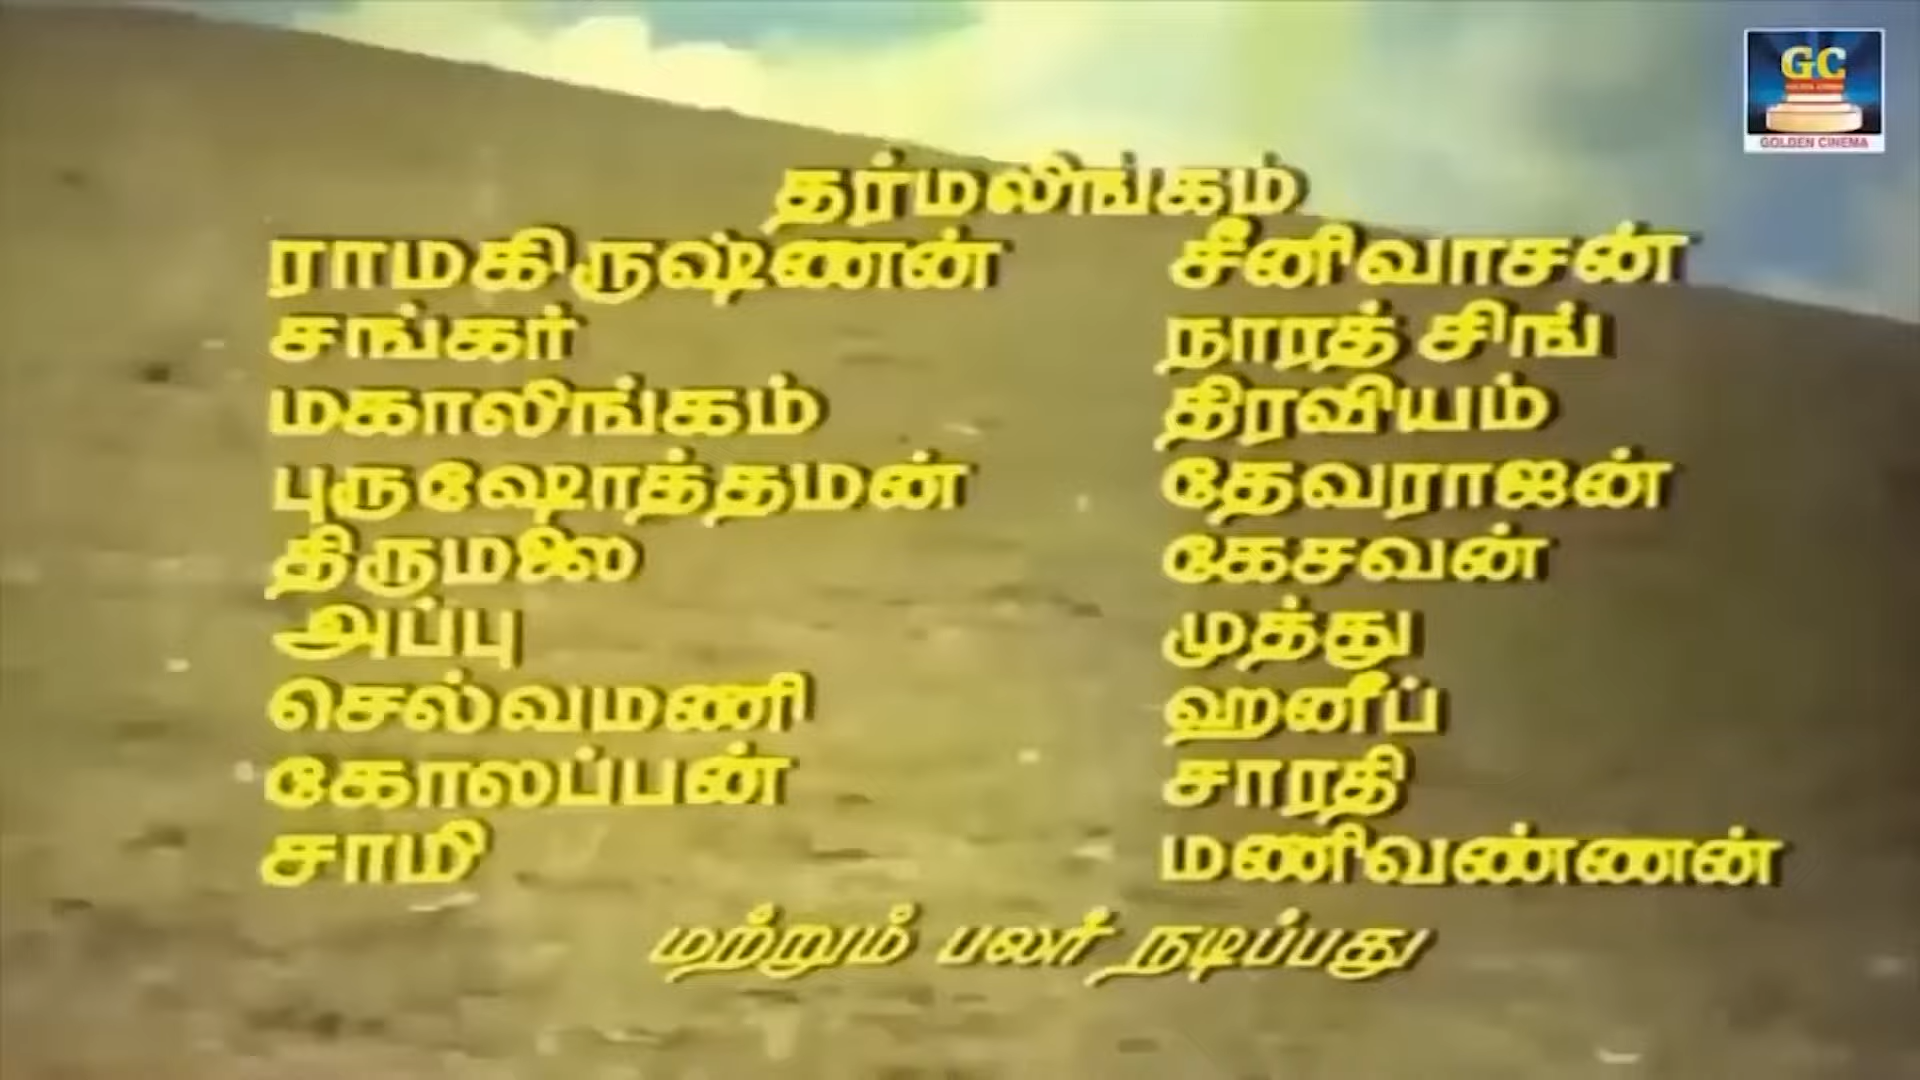 GC
GOLDEN CINEMA
தர்மலிங்கம்
ராமகிருஷ்ணன் சீனிவாசன்
சங்கர் நாரத் சிங்
மகாலிங்கம் திரவியம்
புருஷோத்தமன் தேவராஜன்
திருமலை கேசவன்
அப்பு முத்து
செல்வமணி ஹனீப்
கோலப்பன் சாரதி
சாமி மணிவண்ணன்
மற்றும் பலர் நடிப்பது